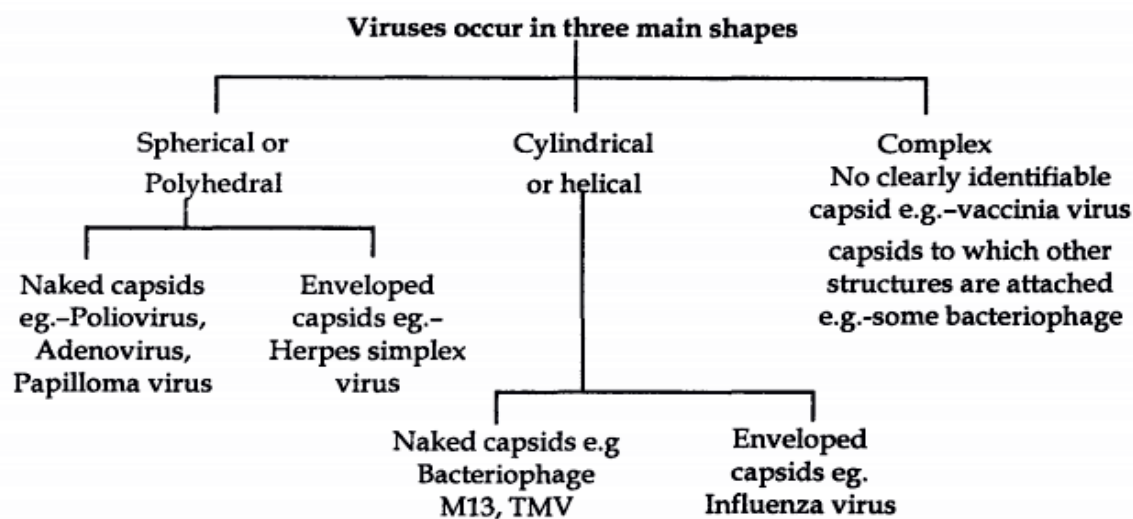 Viruses occur in three main shapes
Spherical or
Polyhedral
Naked capsids
eg.–Poliovirus,
Adenovirus,
Papilloma virus
Enveloped
capsids eg.–
Herpes simplex
virus
Cylindrical
or helical
Naked capsids e.g
Bacteriophage
M13, TMV
Enveloped
capsids eg.
Influenza virus
Complex
No clearly identifiable
capsid e.g.–vaccinia virus
capsids to which other
structures are attached
e.g.-some bacteriophage